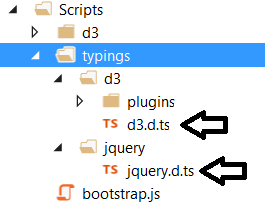 Scripts
d3
typings
d3
plugins
TS d3.d.ts
jquery
TS jquery.d.ts
bootstrap.js